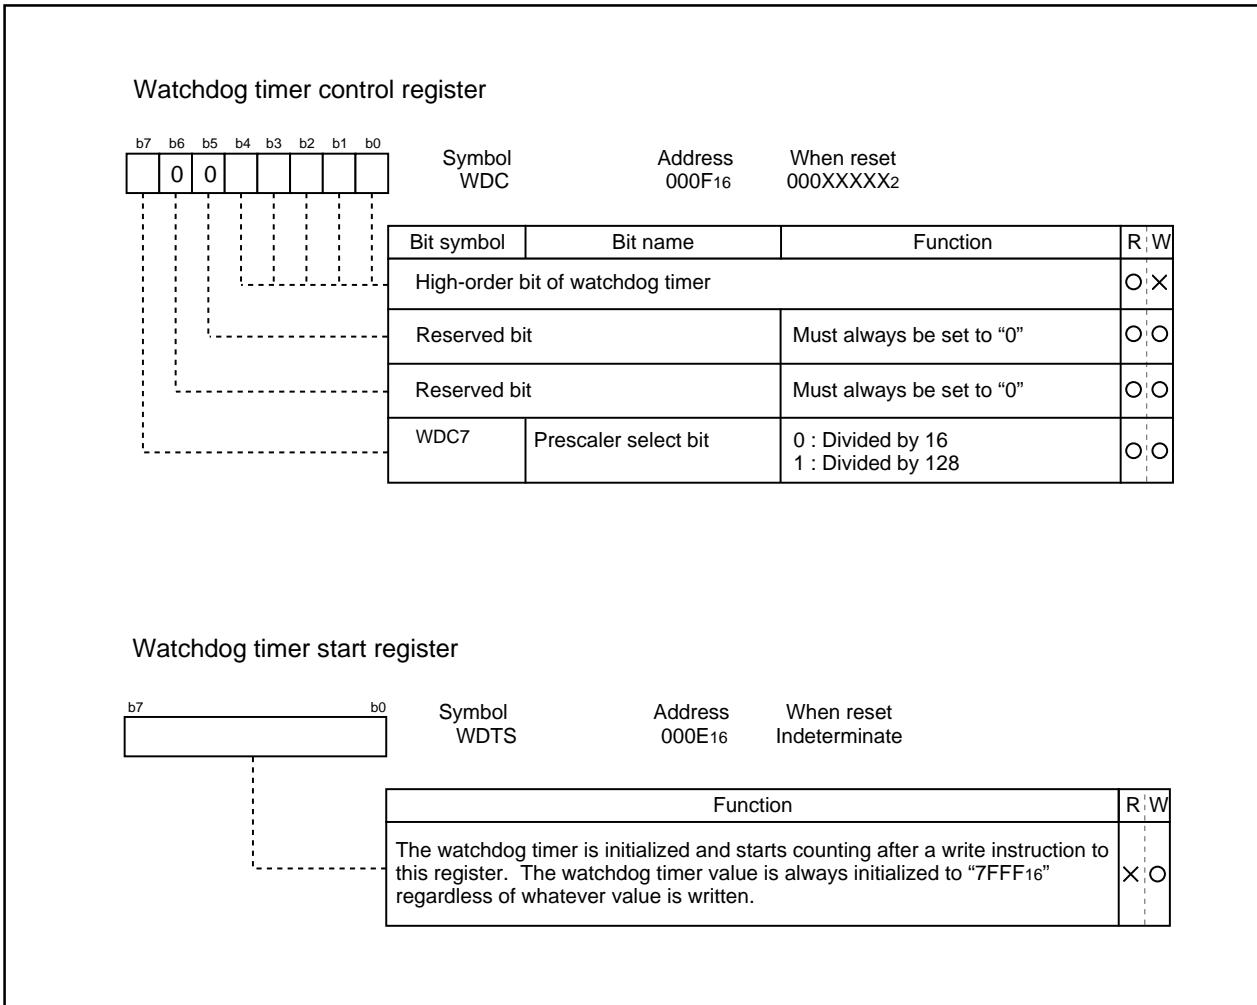 Watchdog timer control register
b7 b6 b5 b4 b3 b2 b1 b0
0 0
Symbol Address When reset
WDC 000F16 000XXXXX2
Bit symbol Bit name Function R W
High-order bit of watchdog timer
Reserved bit Must always be set to “0”
Reserved bit Must always be set to “0”
WDC7 Prescaler select bit 0 : Divided by 16
1 : Divided by 128
Watchdog timer start register
b7 b0
Symbol Address When reset
WDTS 000E16 Indeterminate
Function R W
The watchdog timer is initialized and starts counting after a write instruction to
this register. The watchdog timer value is always initialized to “7FFF16”
regardless of whatever value is written.